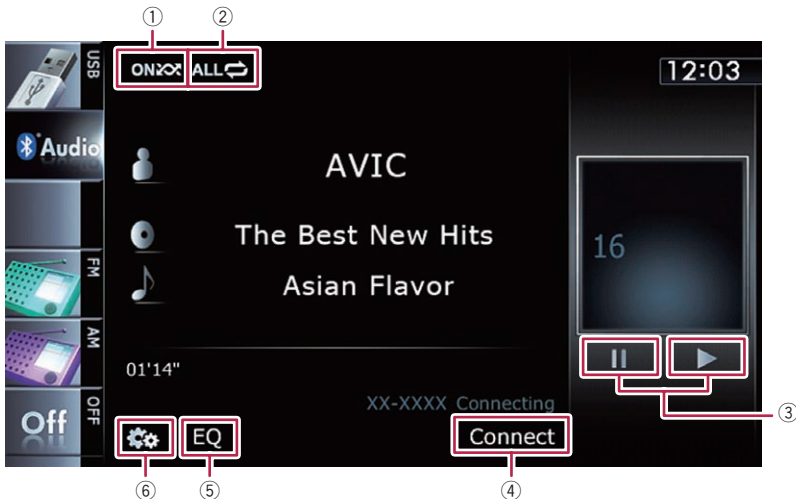 ① ②
USB
ON ALL
12:03
Audio
AVIC
The Best New Hits
16
FM
Asian Flavor
AM
01'14"
XX-XXXX Connecting
③
OFF
Off
EQ
Connect
⑥ ⑤ ④